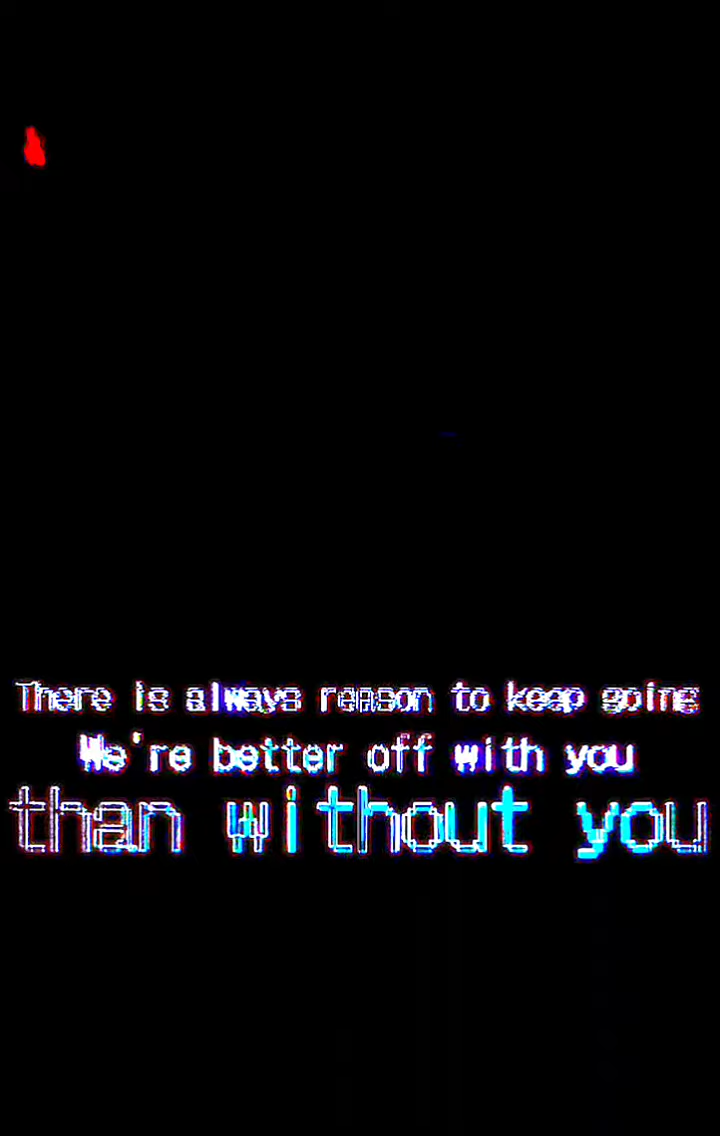 There is always reason to keep going
We're better off with you
than without you